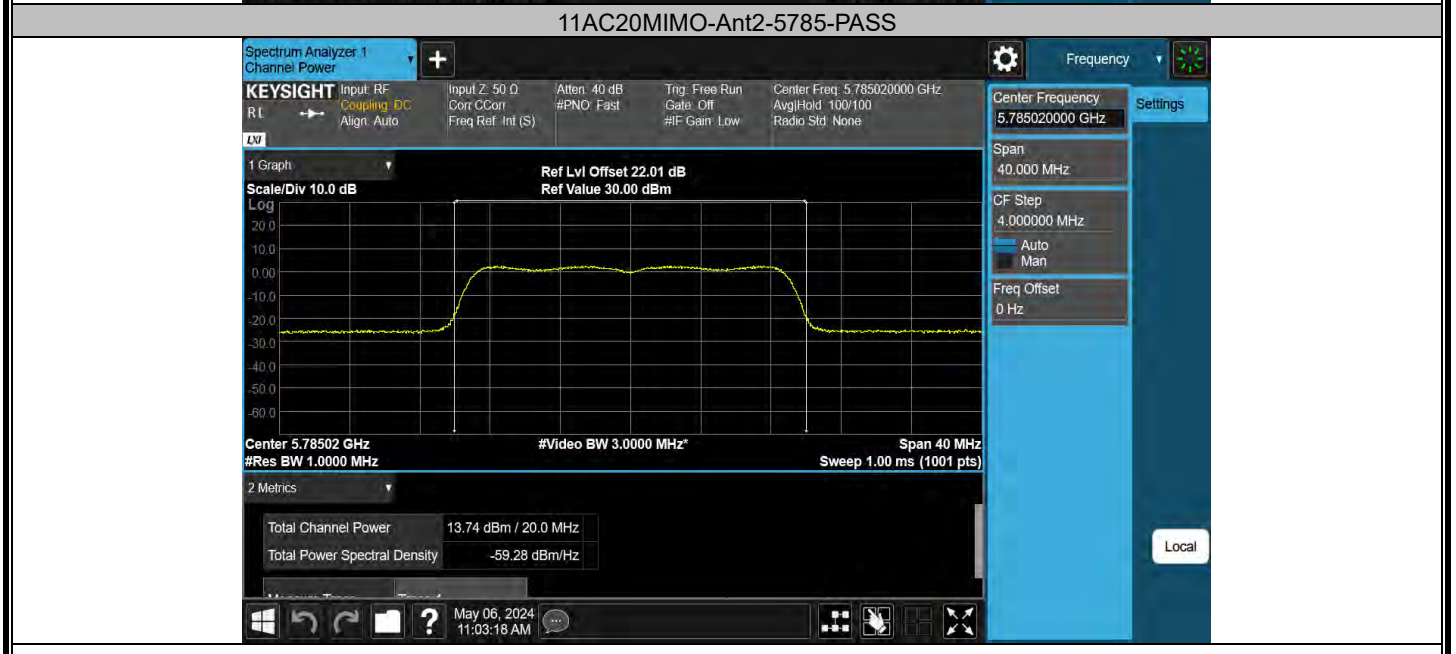 11AC20MIMO-Ant2-5785-PASS
Spectrum Analyzer 1
Channel Power
Frequency
KEYSIGHT
RL
LXI
Input: RF
Coupling: DC
Align: Auto
Input Z: 50 Ω
Corr CCorr
Freq Ref: Int (S)
Atten: 40 dB
#PNO: Fast
Trig: Free Run
Gate: Off
#IF Gain: Low
Center Freq: 5.785020000 GHz
Avg|Hold: 100/100
Radio Std: None
Center Frequency
5.785020000 GHz
Settings
Span
40.000 MHz
CF Step
4.000000 MHz
Auto
Man
Freq Offset
0 Hz
1 Graph
Ref Lvl Offset 22.01 dB
Scale/Div 10.0 dB
Ref Value 30.00 dBm
Log
20.0
10.0
0.00
-10.0
-20.0
-30.0
-40.0
-50.0
-60.0
Center 5.78502 GHz
#Video BW 3.0000 MHz*
Span 40 MHz
#Res BW 1.0000 MHz
Sweep 1.00 ms (1001 pts)
2 Metrics
Total Channel Power 13.74 dBm / 20.0 MHz
Total Power Spectral Density -59.28 dBm/Hz
Local
May 06, 2024
11:03:18 AM